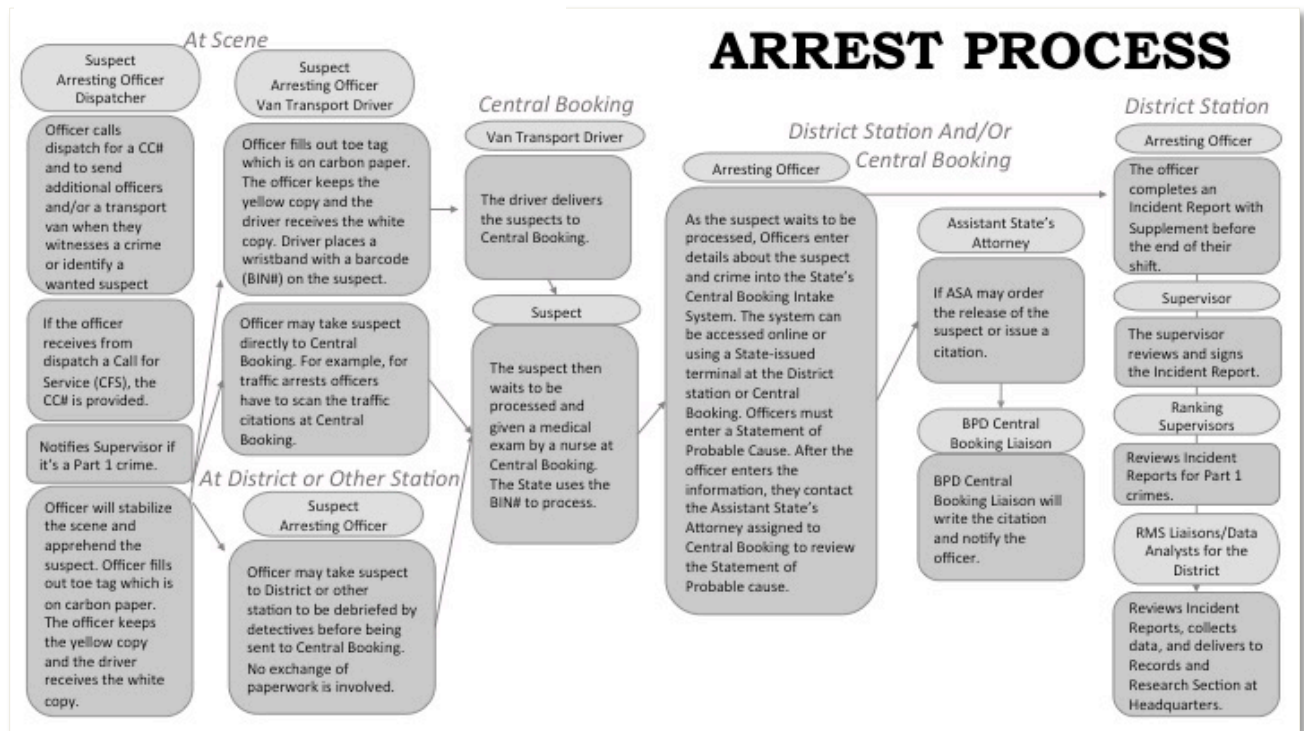 ARREST PROCESS
At Scene
Suspect
Arresting Officer
Dispatcher
Officer calls
dispatch for a CC#
and to send
additional officers
and/or a transport
van when they
witnesses a crime
or identify a
wanted suspect
If the officer
receives from
dispatch a Call for
Service (CFS), the
CC# is provided.
Notifies Supervisor if
it's a Part 1 crime.
Officer will stabilize
the scene and
apprehend the
suspect. Officer fills
out toe tag which is
on carbon paper.
The officer keeps
the yellow copy
and the driver
receives the white
copy.
Suspect
Arresting Officer
Van Transport Driver
Officer fills out toe tag
which is on carbon paper.
The officer keeps the
yellow copy and the
driver receives the white
copy. Driver places a
wristband with a barcode
(BIN#) on the suspect.
Officer may take suspect
directly to Central
Booking. For example, for
traffic arrests officers
have to scan the traffic
citations at Central
Booking.
At District or Other Station
Suspect
Arresting Officer
Officer may take suspect
to District or other
station to be debriefed by
detectives before being
sent to Central Booking.
No exchange of
paperwork is involved.
Central Booking
Van Transport Driver
The driver delivers
the suspects to
Central Booking.
Suspect
The suspect then
waits to be
processed and
given a medical
exam by a nurse at
Central Booking.
The State uses the
BIN# to process.
District Station And/Or
Central Booking
Arresting Officer
As the suspect waits to be
processed, Officers enter
details about the suspect
and crime into the State's
Central Booking Intake
System. The system can
be accessed online or
using a State-issued
terminal at the District
station or Central
Booking. Officers must
enter a Statement of
Probable Cause. After the
officer enters the
information, they contact
the Assistant State's
Attorney assigned to
Central Booking to review
the Statement of
Probable cause.
Assistant State's
Attorney
If ASA may order
the release of the
suspect or issue a
citation.
BPD Central
Booking Liaison
BPD Central
Booking Liaison will
write the citation
and notify the
officer.
District Station
Arresting Officer
The officer
completes an
Incident Report with
Supplement before
the end of their
shift.
Supervisor
The supervisor
reviews and signs
the Incident Report.
Ranking
Supervisors
Reviews Incident
Reports for Part 1
crimes.
RMS Liaisons/Data
Analysts for the
District
Reviews Incident
Reports, collects
data, and delivers to
Records and
Research Section at
Headquarters.